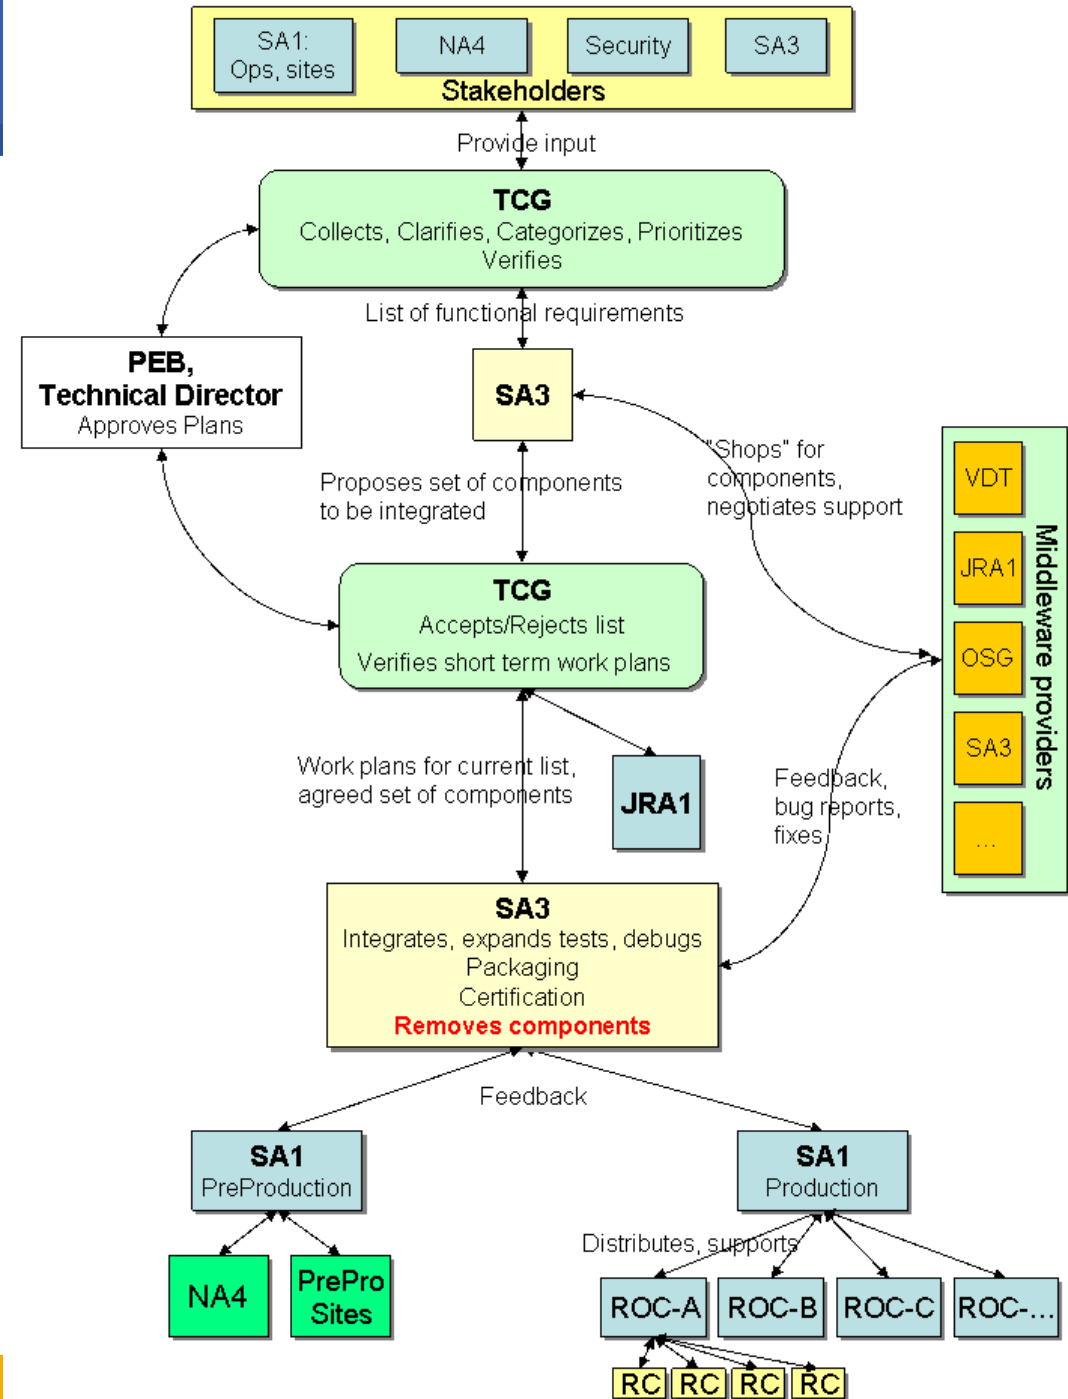 SA1:
Ops, sites
NA4
Security
SA3
Stakeholders
Provide input
TCG
Collects, Clarifies, Categorizes, Prioritizes
Verifies
List of functional requirements
PEB,
Technical Director
Approves Plans
SA3
"Shops" for
components,
negotiates support
Proposes set of components
to be integrated
VDT
JRA1
OSG
SA3
...
Middleware providers
TCG
Accepts/Rejects list
Verifies short term work plans
Work plans for current list,
agreed set of components
JRA1
Feedback,
bug reports,
fixes
SA3
Integrates, expands tests, debugs
Packaging
Certification
Removes components
Feedback
SA1
PreProduction
SA1
Production
NA4
PrePro
Sites
Distributes, supports
ROC-A
ROC-B
ROC-C
ROC-...
RC
RC
RC
RC